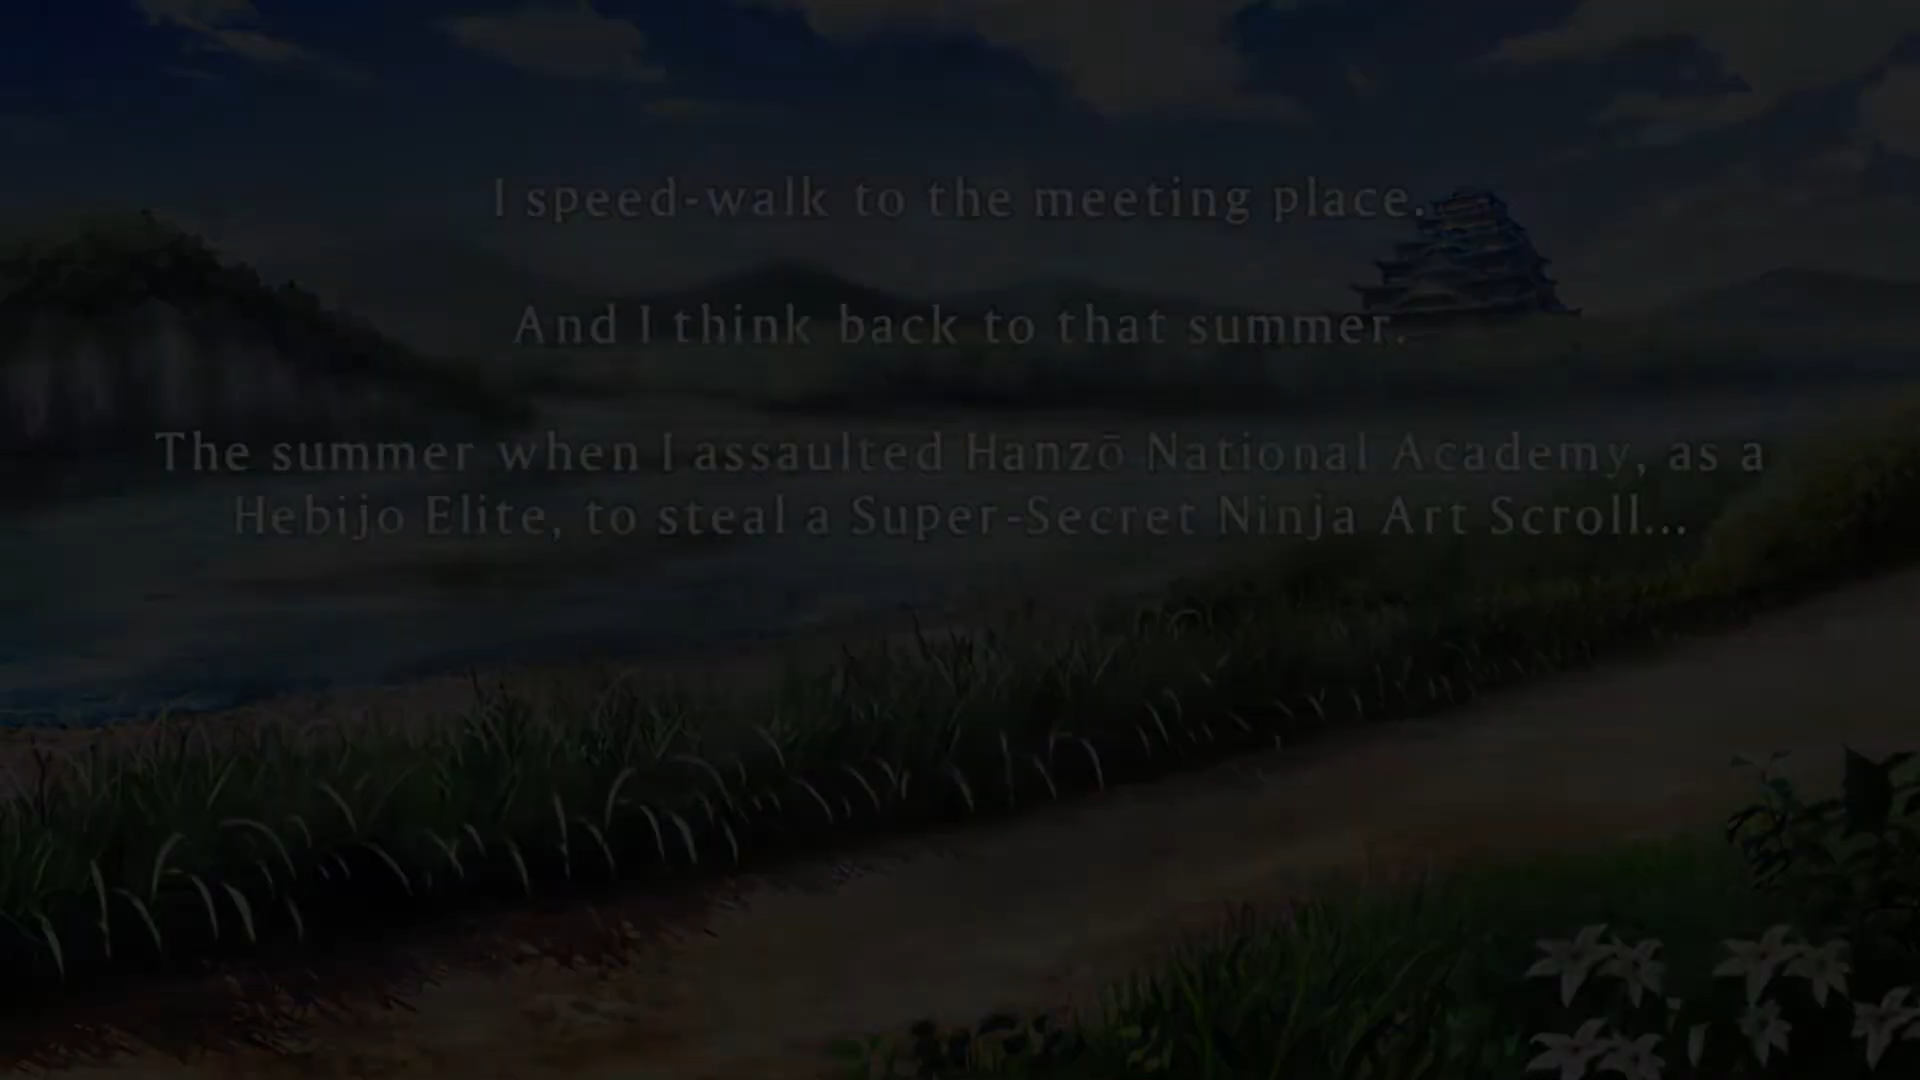 I speed-walk to the meeting place.
And I think back to that summer.
The summer when I assaulted Hanzō National Academy, as a
Hebijo Elite, to steal a Super-Secret Ninja Art Scroll...